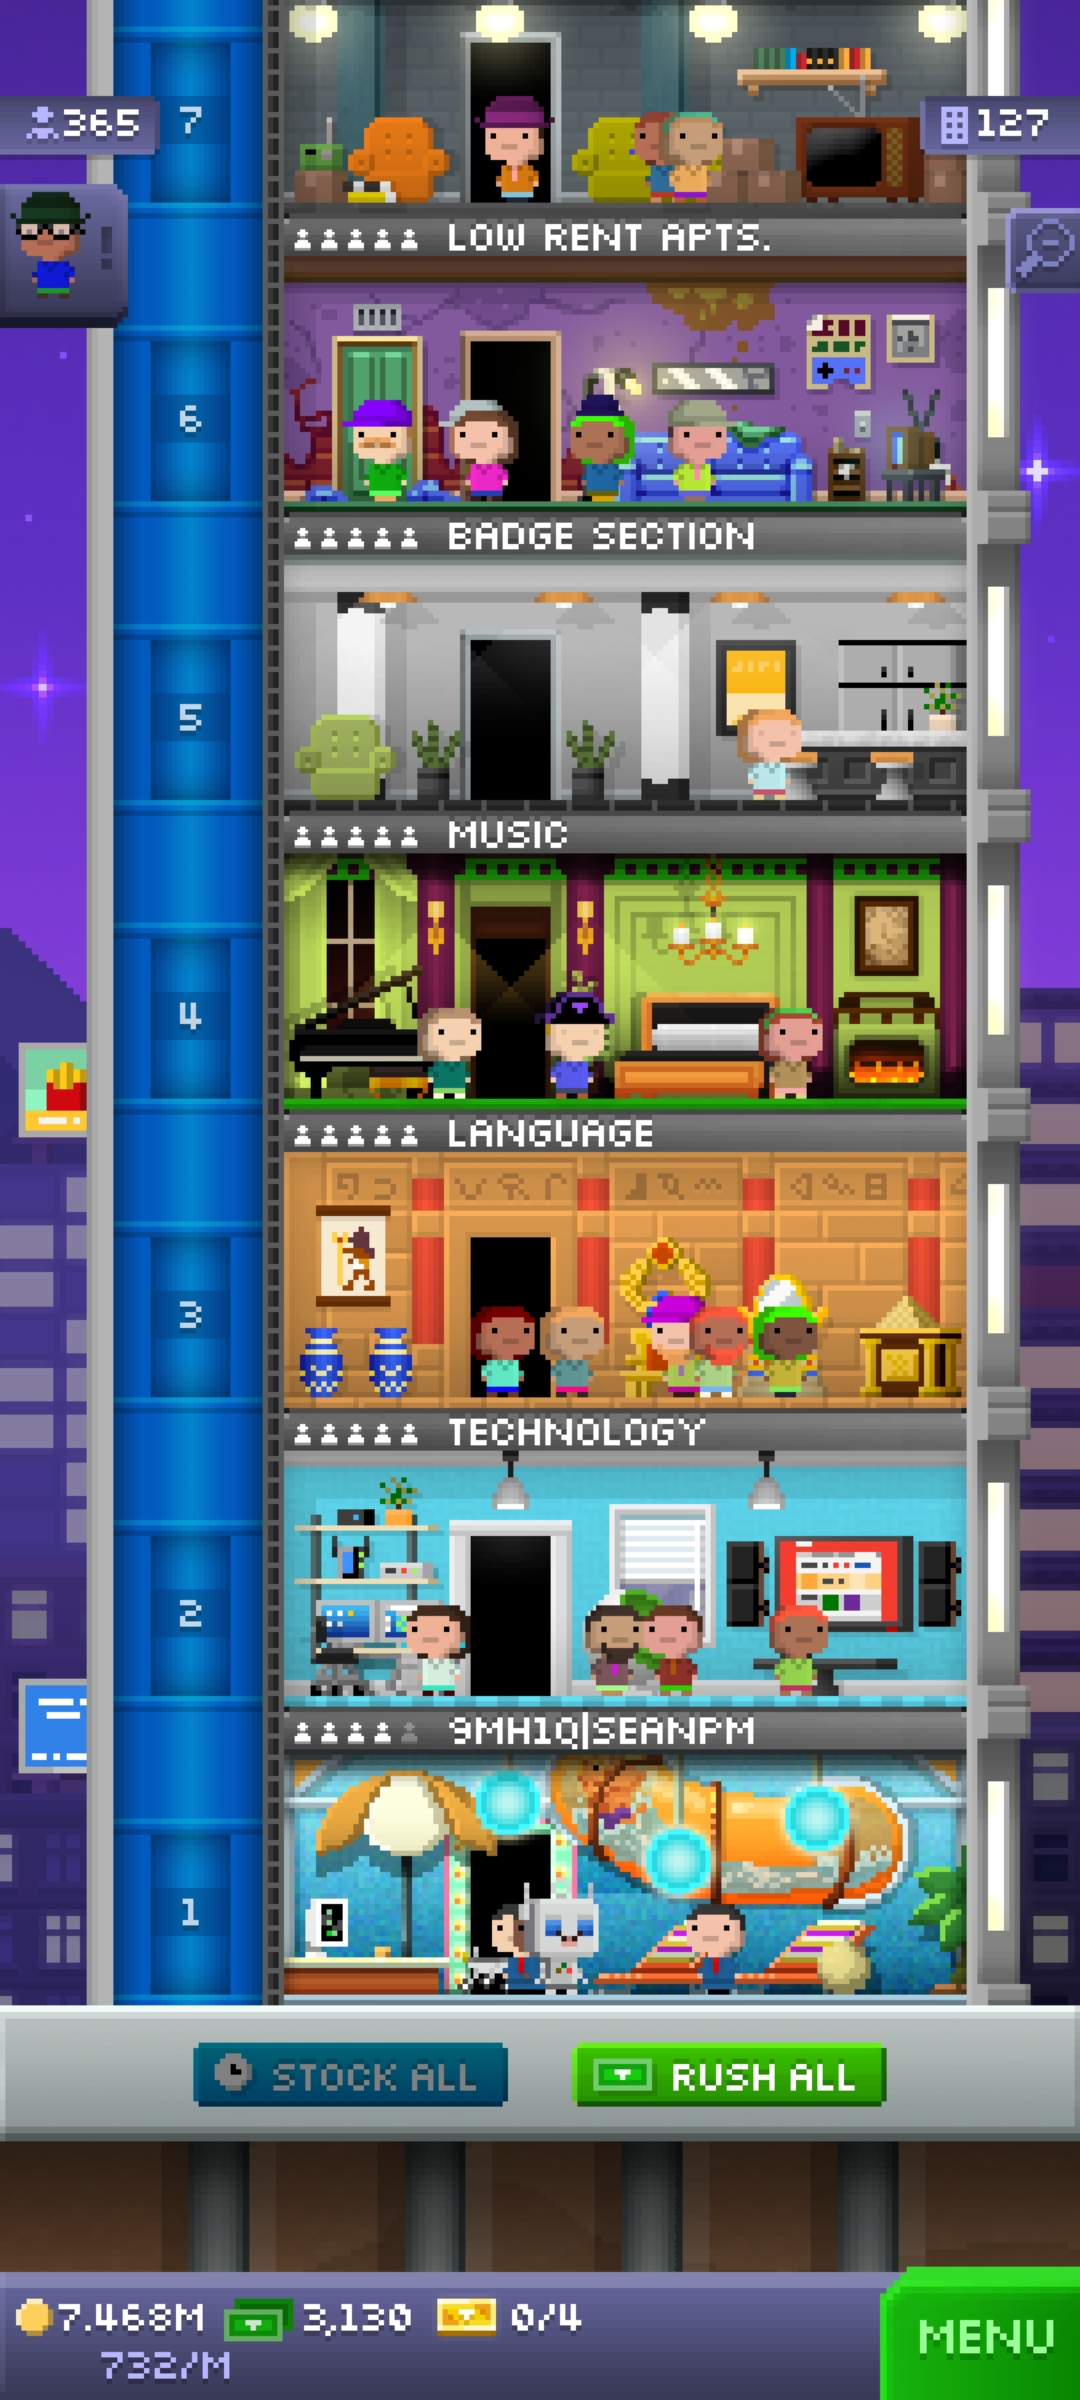 365
7
127
LOW RENT APTS.
6
BADGE SECTION
5
MUSIC
4
LANGUAGE
3
TECHNOLOGY
2
9MH1Q|SEANPM
1
STOCK ALL
RUSH ALL
7.468M
3,130
0/4
732/M
MENU